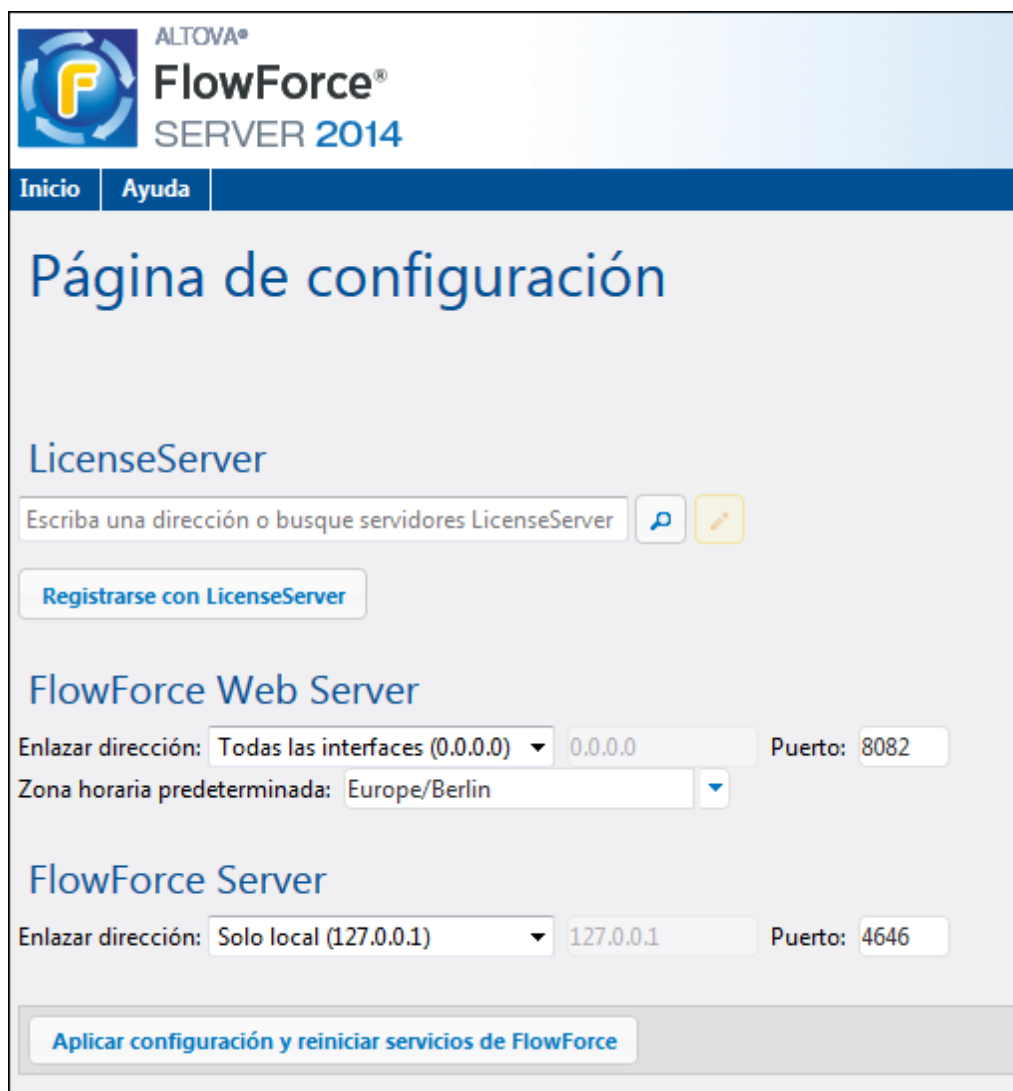 ALTOVA®
FlowForce®
SERVER 2014
Inicio Ayuda
Página de configuración
LicenseServer
Escriba una dirección o busque servidores LicenseServer
Registrarse con LicenseServer
FlowForce Web Server
Enlazar dirección: Todas las interfaces (0.0.0.0) 0.0.0.0 Puerto: 8082
Zona horaria predeterminada: Europe/Berlin
FlowForce Server
Enlazar dirección: Solo local (127.0.0.1) 127.0.0.1 Puerto: 4646
Aplicar configuración y reiniciar servicios de FlowForce